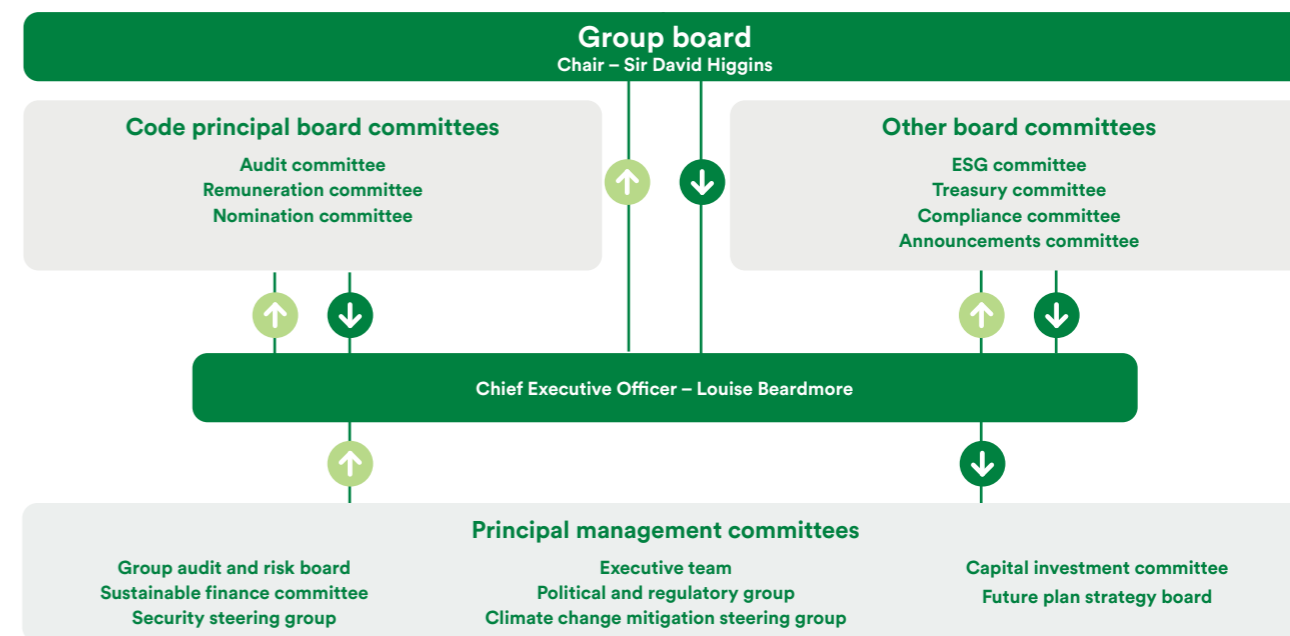 Group board
Chair – Sir David Higgins
Code principal board committees
Audit committee
Remuneration committee
Nomination committee
Other board committees
ESG committee
Treasury committee
Compliance committee
Announcements committee
Chief Executive Officer – Louise Beardmore
Principal management committees
Group audit and risk board
Sustainable finance committee
Security steering group
Executive team
Political and regulatory group
Climate change mitigation steering group
Capital investment committee
Future plan strategy board